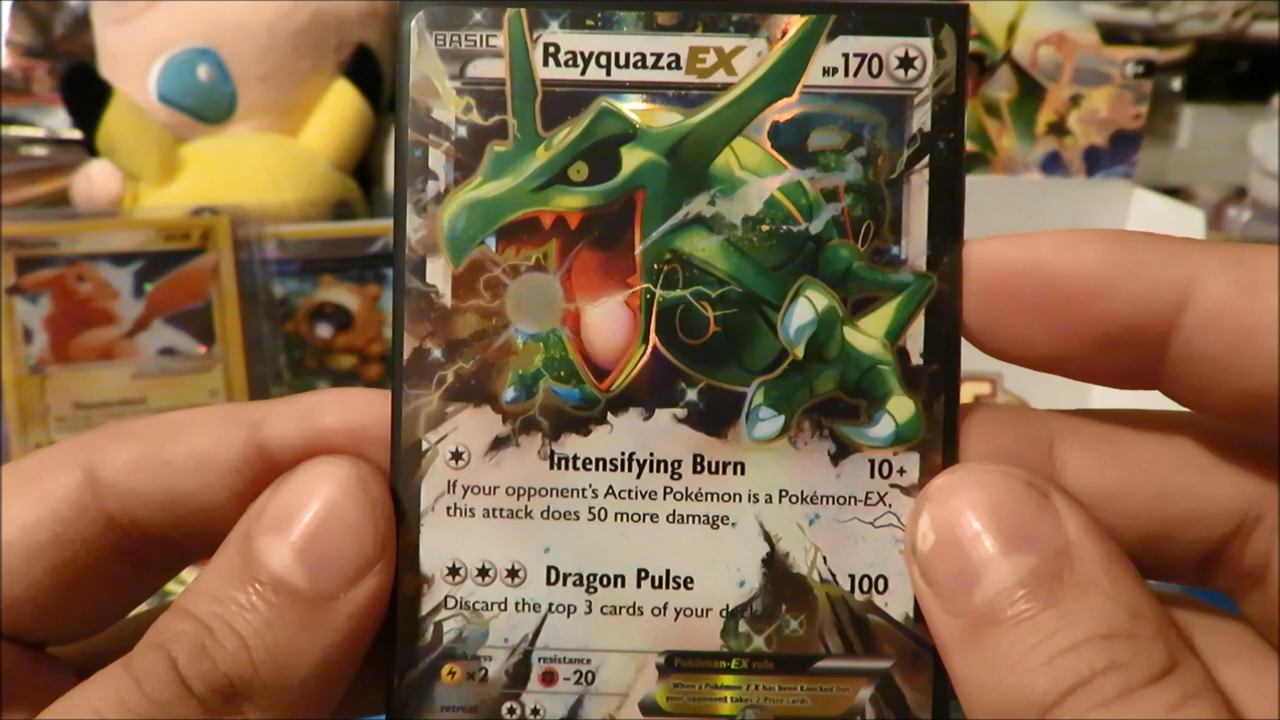 BASIC
Rayquaza EX
HP 170
Intensifying Burn 10+
If your opponent's Active Pokémon is a Pokémon-EX,
this attack does 50 more damage.
Dragon Pulse 100
Discard the top 3 cards of your deck.
weakness resistance
×2 -20
retreat
Pokémon-EX rule
When a Pokémon-EX has been Knocked Out,
your opponent takes 2 Prize cards.